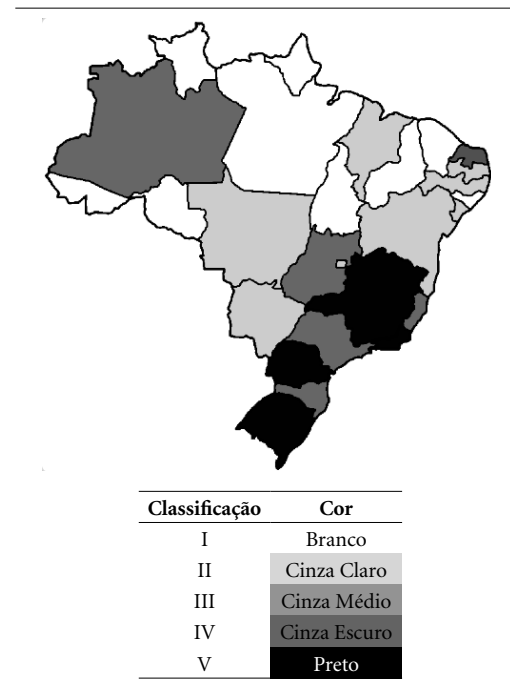 Classificação Cor
I Branco
II Cinza Claro
III Cinza Médio
IV Cinza Escuro
V Preto